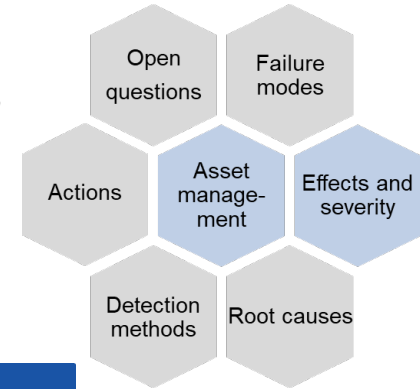 Open
questions
Failure
modes
Actions
Asset
manage-
ment
Effects and
severity
Detection
methods
Root causes